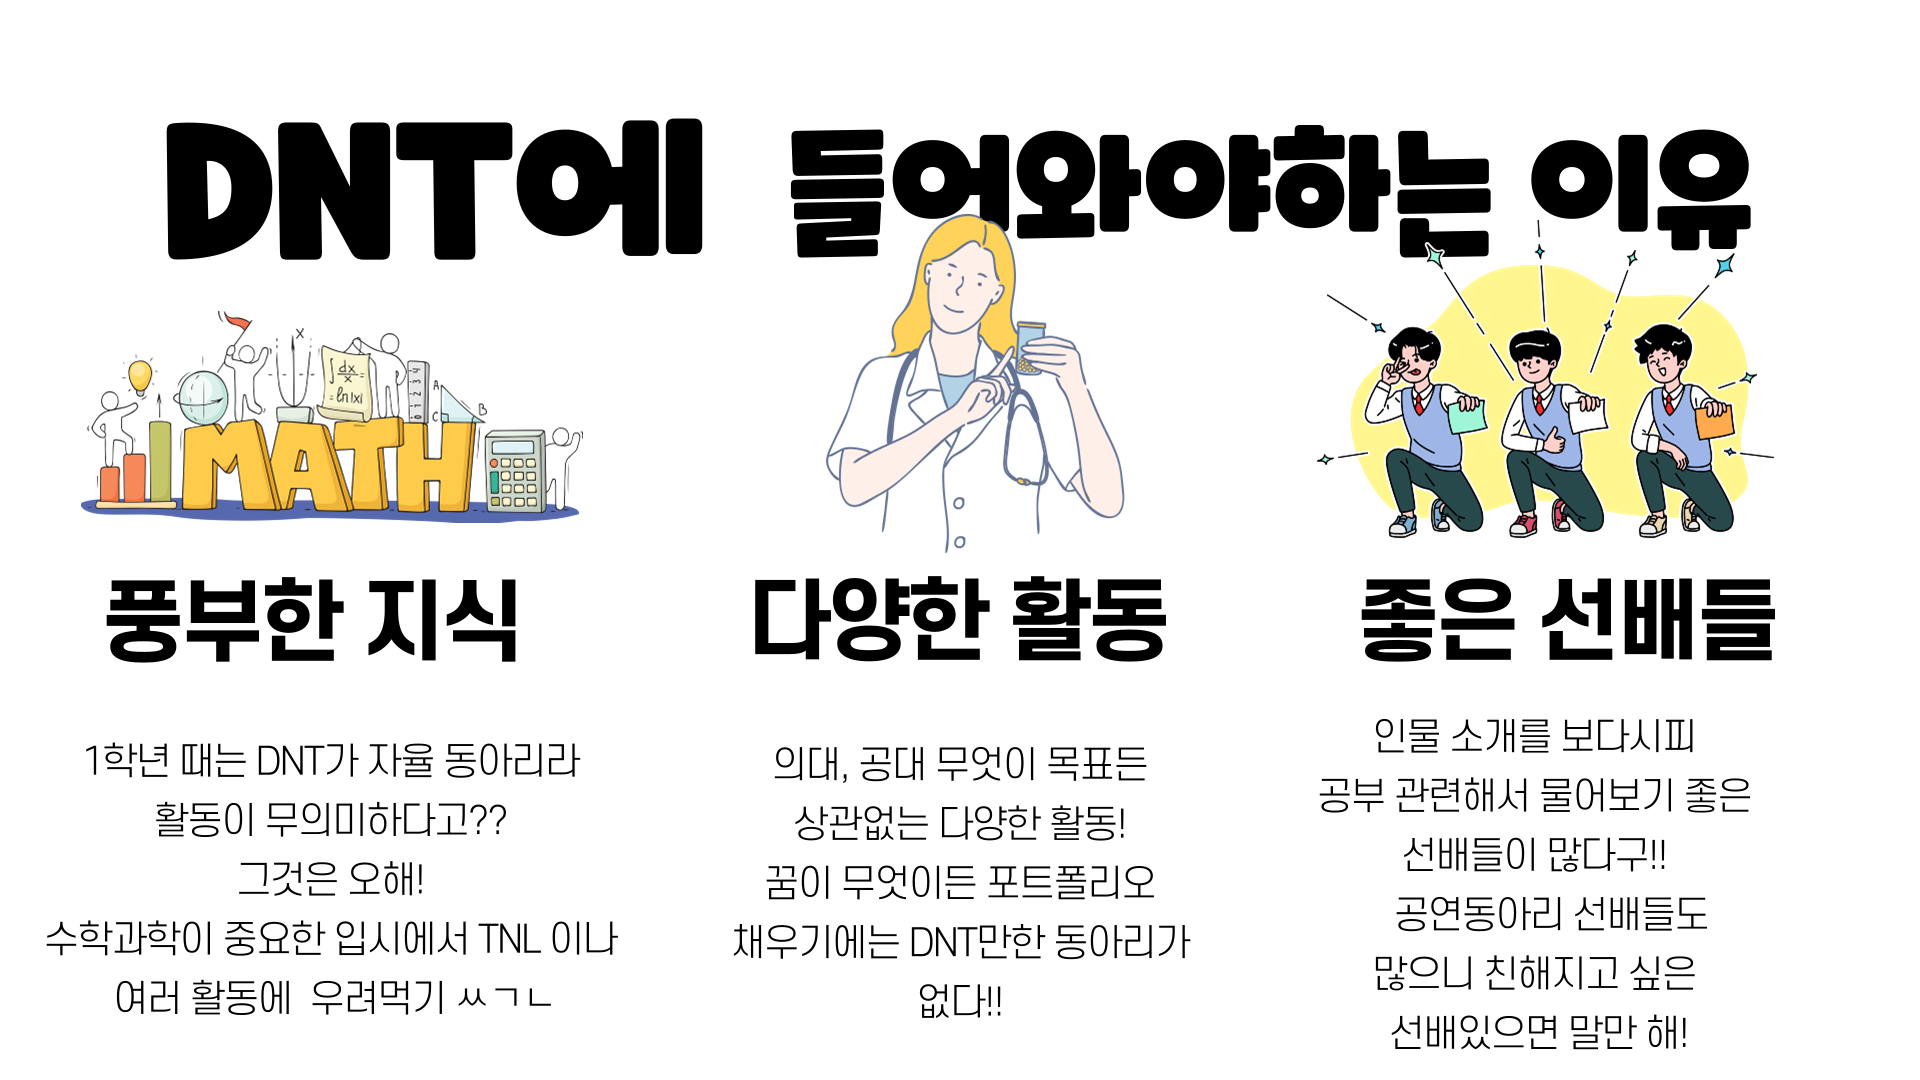 DNT에 들어와야하는 이유
X
dx
x
=
=ln|x|
0 1 2 3 4
A
B
C
MATH
풍부한 지식
1학년 때는 DNT가 자율 동아리라
활동이 무의미하다고??
그것은 오해!
수학과학이 중요한 입시에서 TNL 이나
여러 활동에 우려먹기 ㅆㄱㄴ
다양한 활동
의대, 공대 무엇이 목표든
상관없는 다양한 활동!
꿈이 무엇이든 포트폴리오
채우기에는 DNT만한 동아리가
없다!!
좋은 선배들
인물 소개를 보다시피
공부 관련해서 물어보기 좋은
선배들이 많다구!!
공연동아리 선배들도
많으니 친해지고 싶은
선배있으면 말만 해!